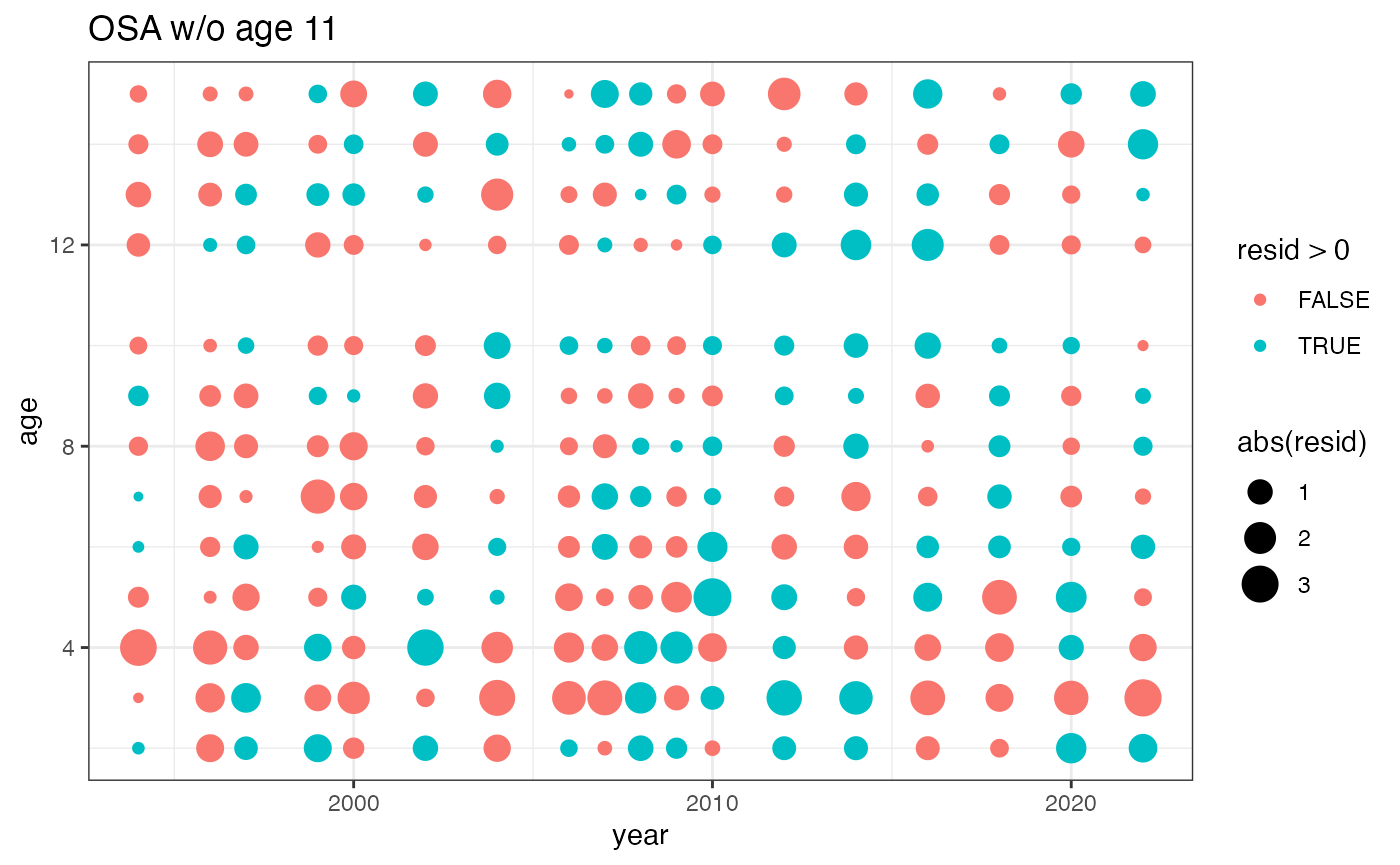 OSA w/o age 11
age
12
8
4
2000
2010
2020
year
resid > 0
FALSE
TRUE
abs(resid)
1
2
3